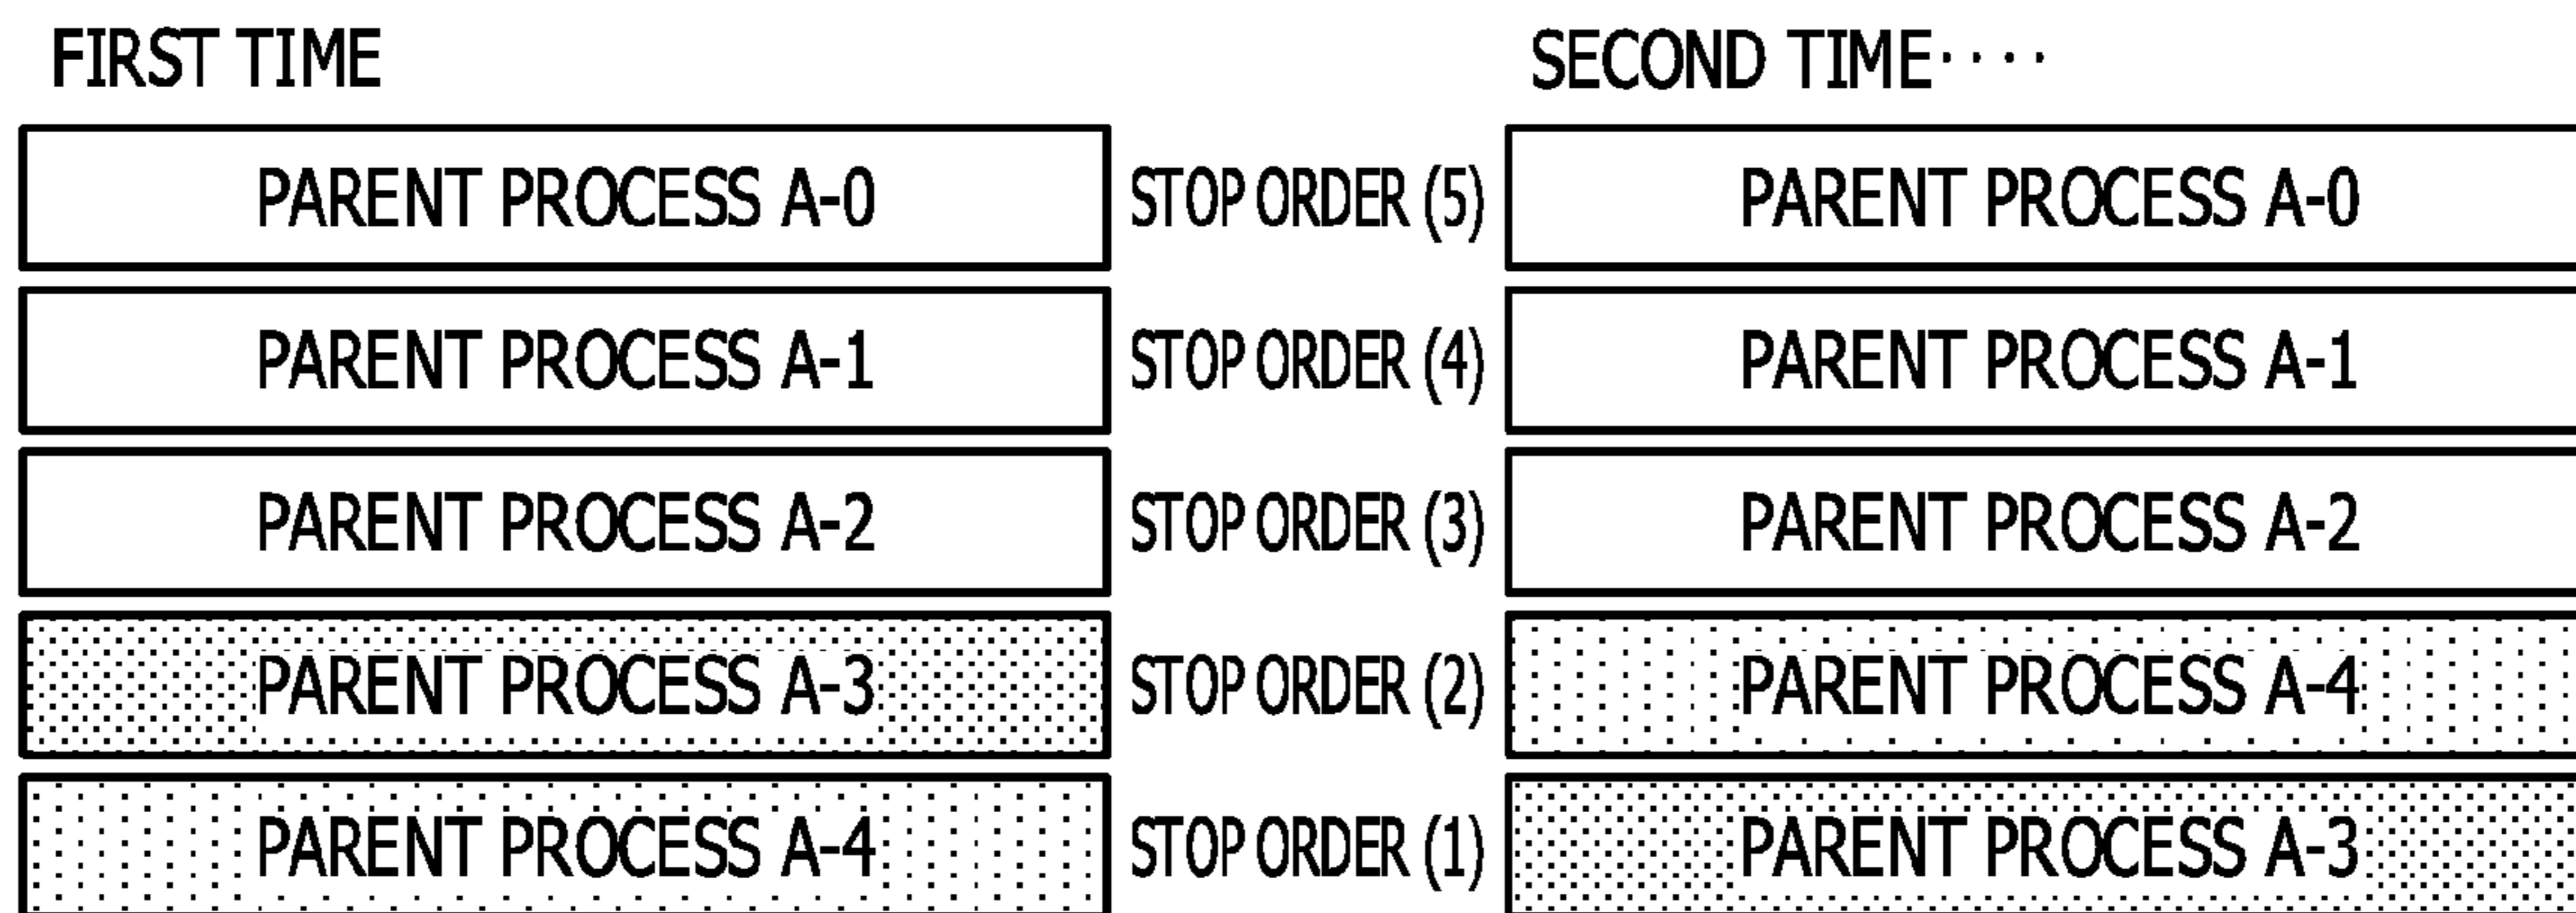 FIRST TIME SECOND TIME····
PARENT PROCESS A-0 STOP ORDER (5) PARENT PROCESS A-0
PARENT PROCESS A-1 STOP ORDER (4) PARENT PROCESS A-1
PARENT PROCESS A-2 STOP ORDER (3) PARENT PROCESS A-2
PARENT PROCESS A-3 STOP ORDER (2) PARENT PROCESS A-4
PARENT PROCESS A-4 STOP ORDER (1) PARENT PROCESS A-3